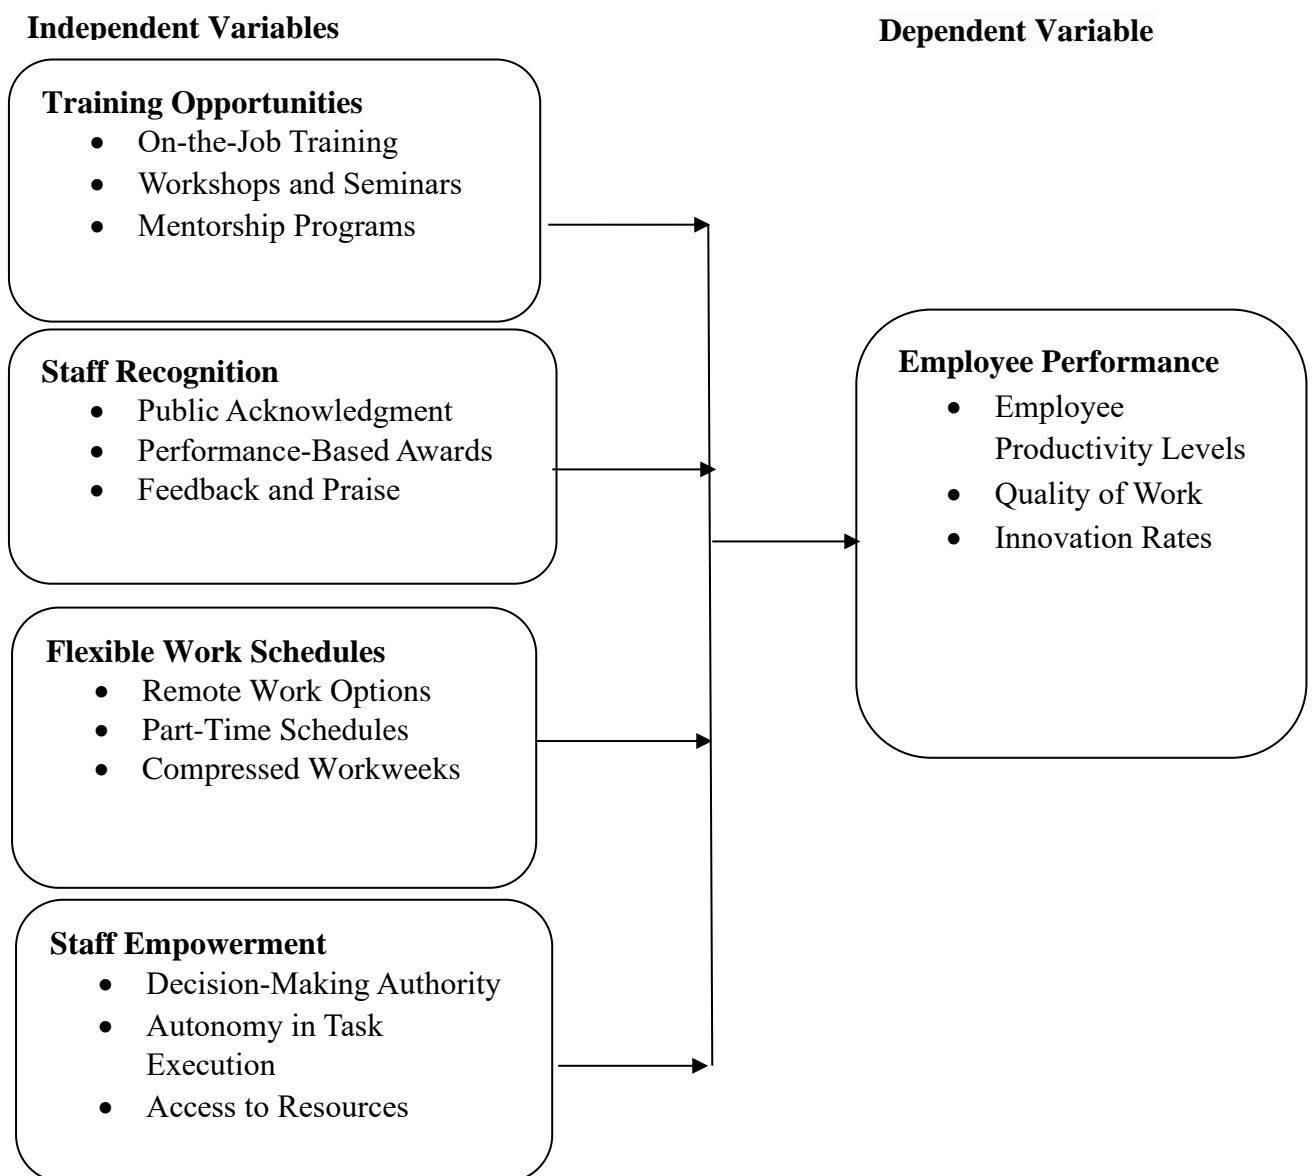 Independent Variables
Dependent Variable
Training Opportunities
• On-the-Job Training
• Workshops and Seminars
• Mentorship Programs
Staff Recognition
• Public Acknowledgment
• Performance-Based Awards
• Feedback and Praise
Flexible Work Schedules
• Remote Work Options
• Part-Time Schedules
• Compressed Workweeks
Staff Empowerment
• Decision-Making Authority
• Autonomy in Task
Execution
• Access to Resources
Employee Performance
• Employee
Productivity Levels
• Quality of Work
• Innovation Rates